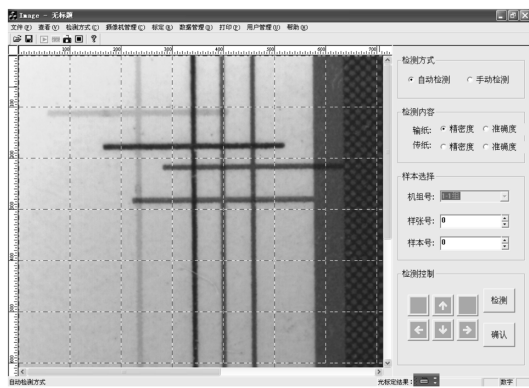 Image - 无标题
文件(F) 查看(V) 检测方式(C) 摄像机管理(C) 标定(B) 数据管理(D) 打印(P) 用户管理(U) 帮助(H)
100 200 300 400 500 600 700
检测方式
自动检测 手动检测
检测内容
输纸: 精密度 准确度
传纸: 精密度 准确度
样本选择
机组号:
样张号: 0
样本号: 0
检测控制
检测
确认
自动检测方式
光标定结果: 数字